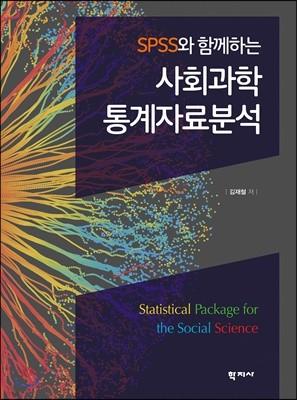 SPSS와 함께하는
사회과학
통계자료분석
| 김재철 저 |
Statistical Package for
the Social Science
학지사